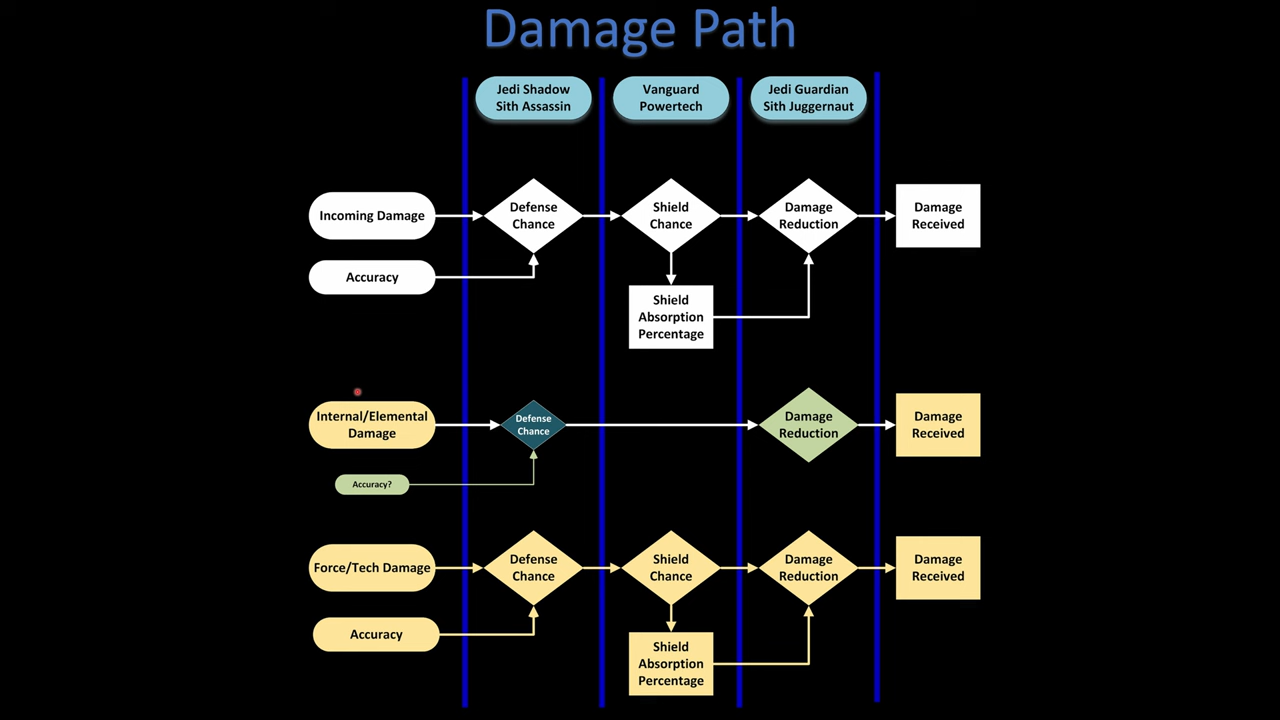 Damage Path
Jedi Shadow
Sith Assassin
Vanguard
Powertech
Jedi Guardian
Sith Juggernaut
Incoming Damage
Defense
Chance
Shield
Chance
Damage
Reduction
Damage
Received
Accuracy
Shield
Absorption
Percentage
Internal/Elemental
Damage
Defense
Chance
Damage
Reduction
Damage
Received
Accuracy?
Force/Tech Damage
Defense
Chance
Shield
Chance
Damage
Reduction
Damage
Received
Accuracy
Shield
Absorption
Percentage